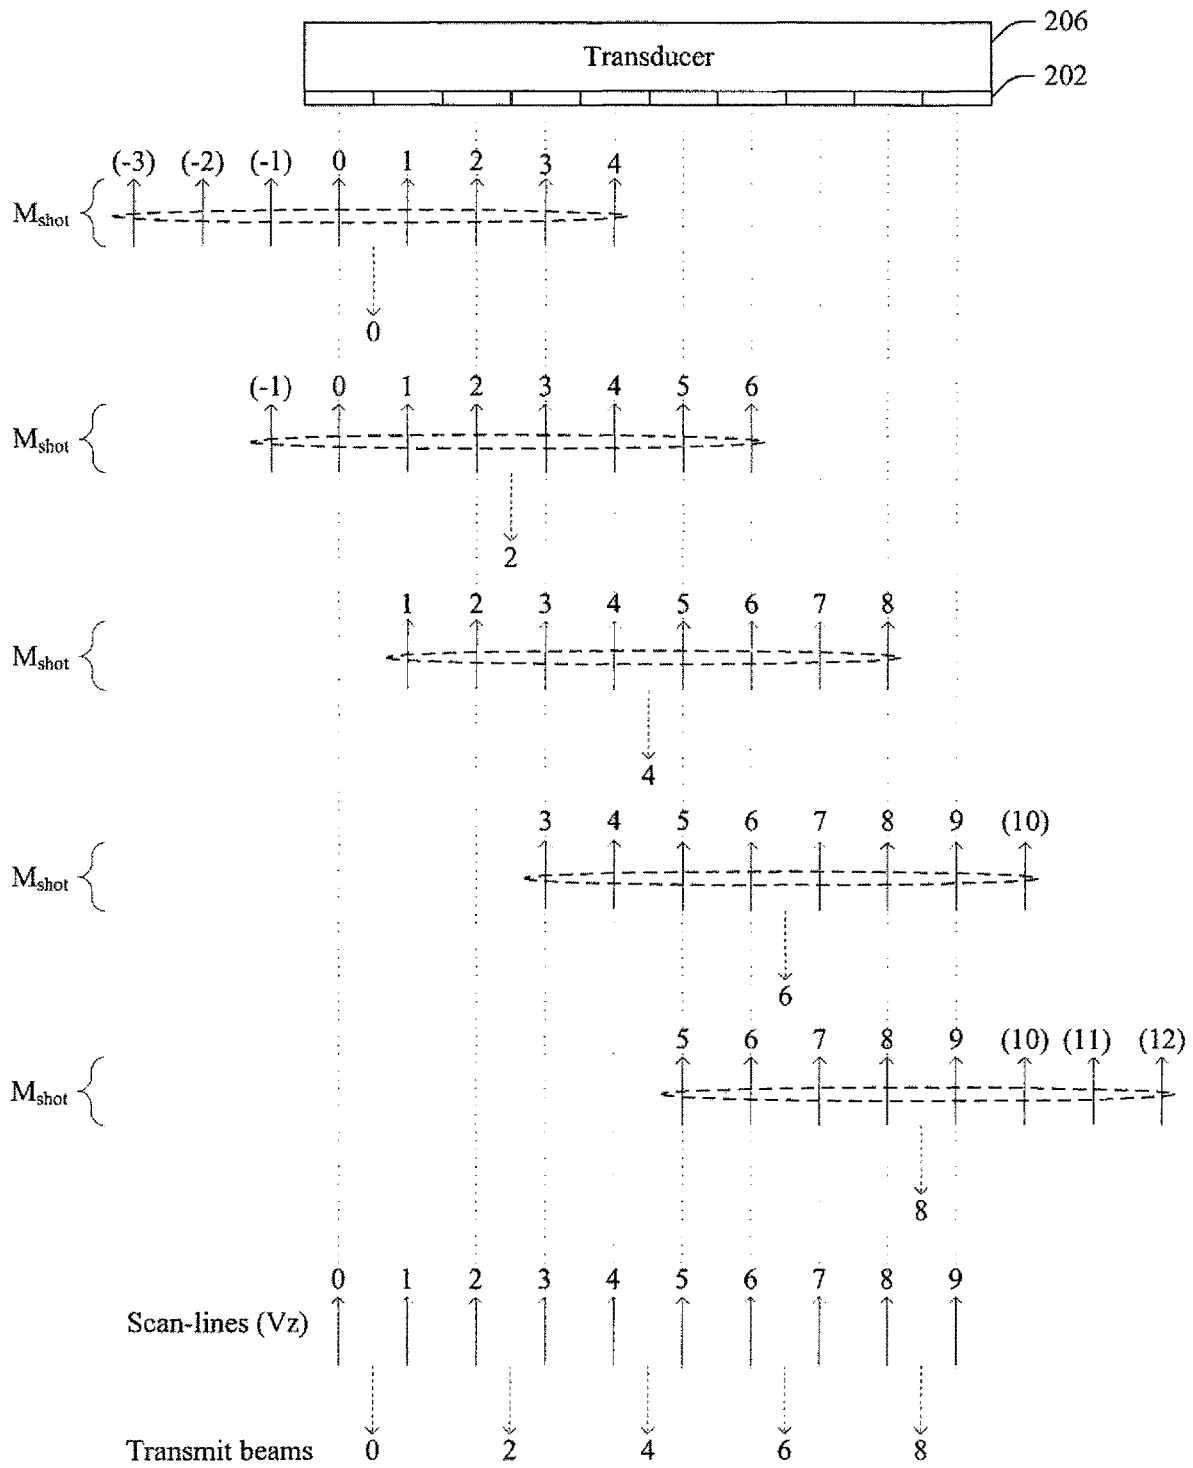 206
Transducer
202
(-3) (-2) (-1) 0 1 2 3 4
Mshot
0
(-1) 0 1 2 3 4 5 6
Mshot
2
1 2 3 4 5 6 7 8
Mshot
4
3 4 5 6 7 8 9 (10)
Mshot
6
5 6 7 8 9 (10) (11) (12)
Mshot
8
0 1 2 3 4 5 6 7 8 9
Scan-lines (Vz)
Transmit beams 0 2 4 6 8